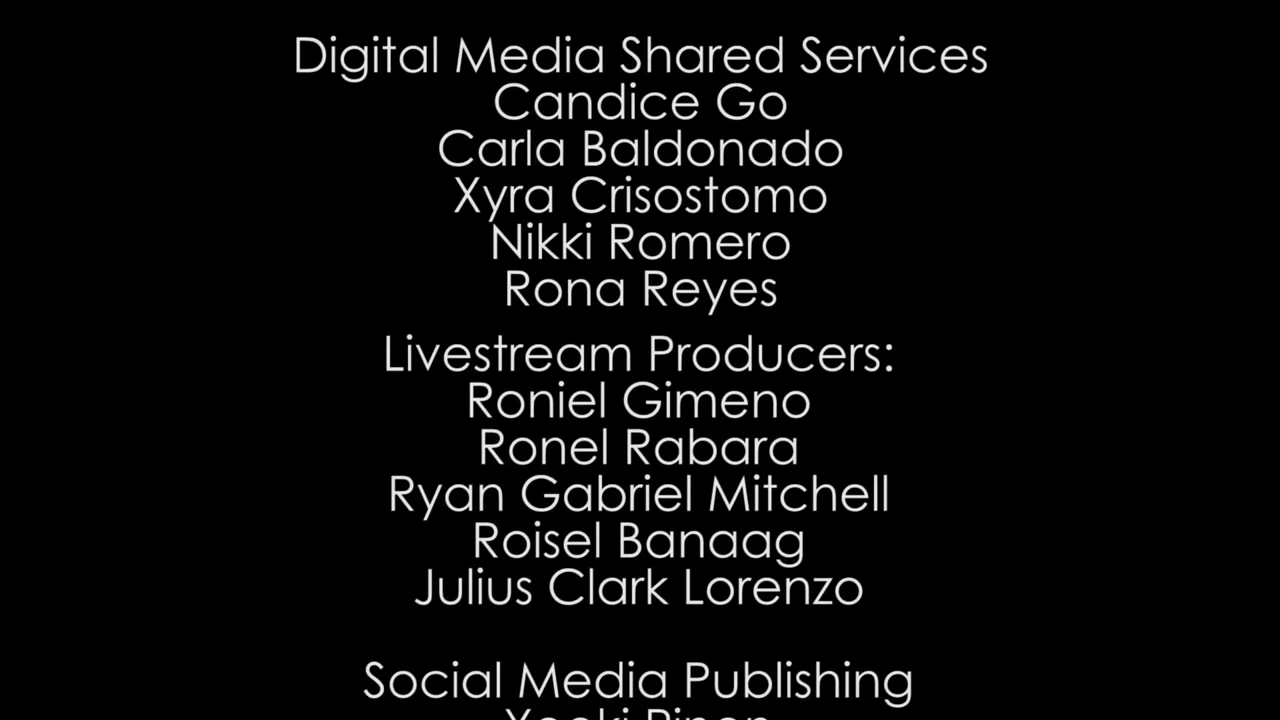 Digital Media Shared Services
Candice Go
Carla Baldonado
Xyra Crisostomo
Nikki Romero
Rona Reyes
Livestream Producers:
Roniel Gimeno
Ronel Rabara
Ryan Gabriel Mitchell
Roisel Banaag
Julius Clark Lorenzo
Social Media Publishing